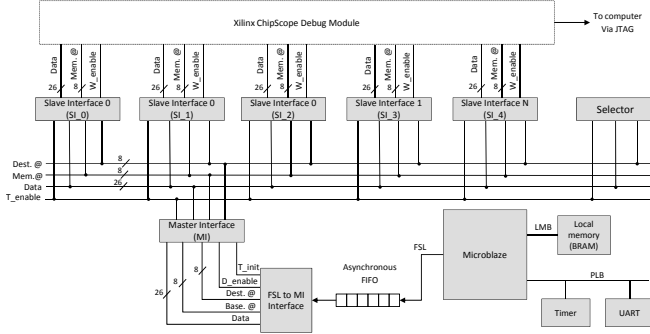 Xilinx ChipScope Debug Module
To computer
Via JTAG
Data
Mem. @
W_enable
26
8
Data
Mem. @
W_enable
26
8
Data
Mem. @
W_enable
26
8
Data
Mem. @
W_enable
26
8
Data
Mem. @
W_enable
26
8
Slave Interface 0
(SI_0)
Slave Interface 0
(SI_1)
Slave Interface 0
(SI_2)
Slave Interface 1
(SI_3)
Slave Interface N
(SI_4)
Selector
Dest. @
8
Mem.@
8
Data
26
T_enable
Master Interface
(MI)
T_init
D_enable
Dest. @
Base. @
Data
26
8
8
FSL to MI
Interface
Asynchronous
FIFO
FSL
Microblaze
LMB
Local
memory
(BRAM)
PLB
Timer
UART